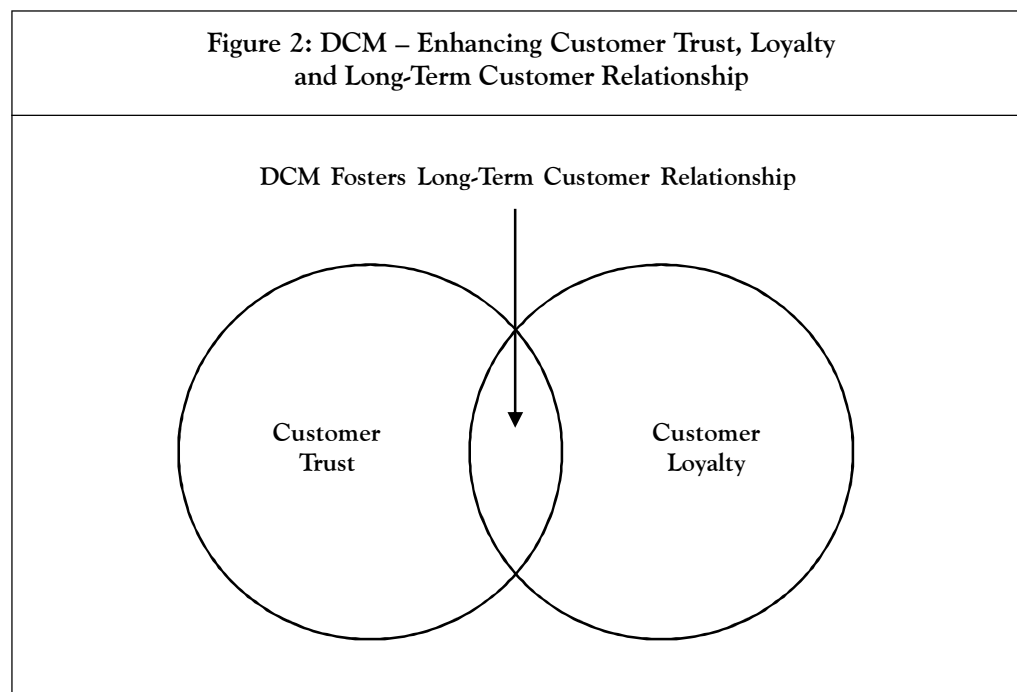 Figure 2: DCM – Enhancing Customer Trust, Loyalty
and Long-Term Customer Relationship
DCM Fosters Long-Term Customer Relationship
Customer
Trust
Customer
Loyalty